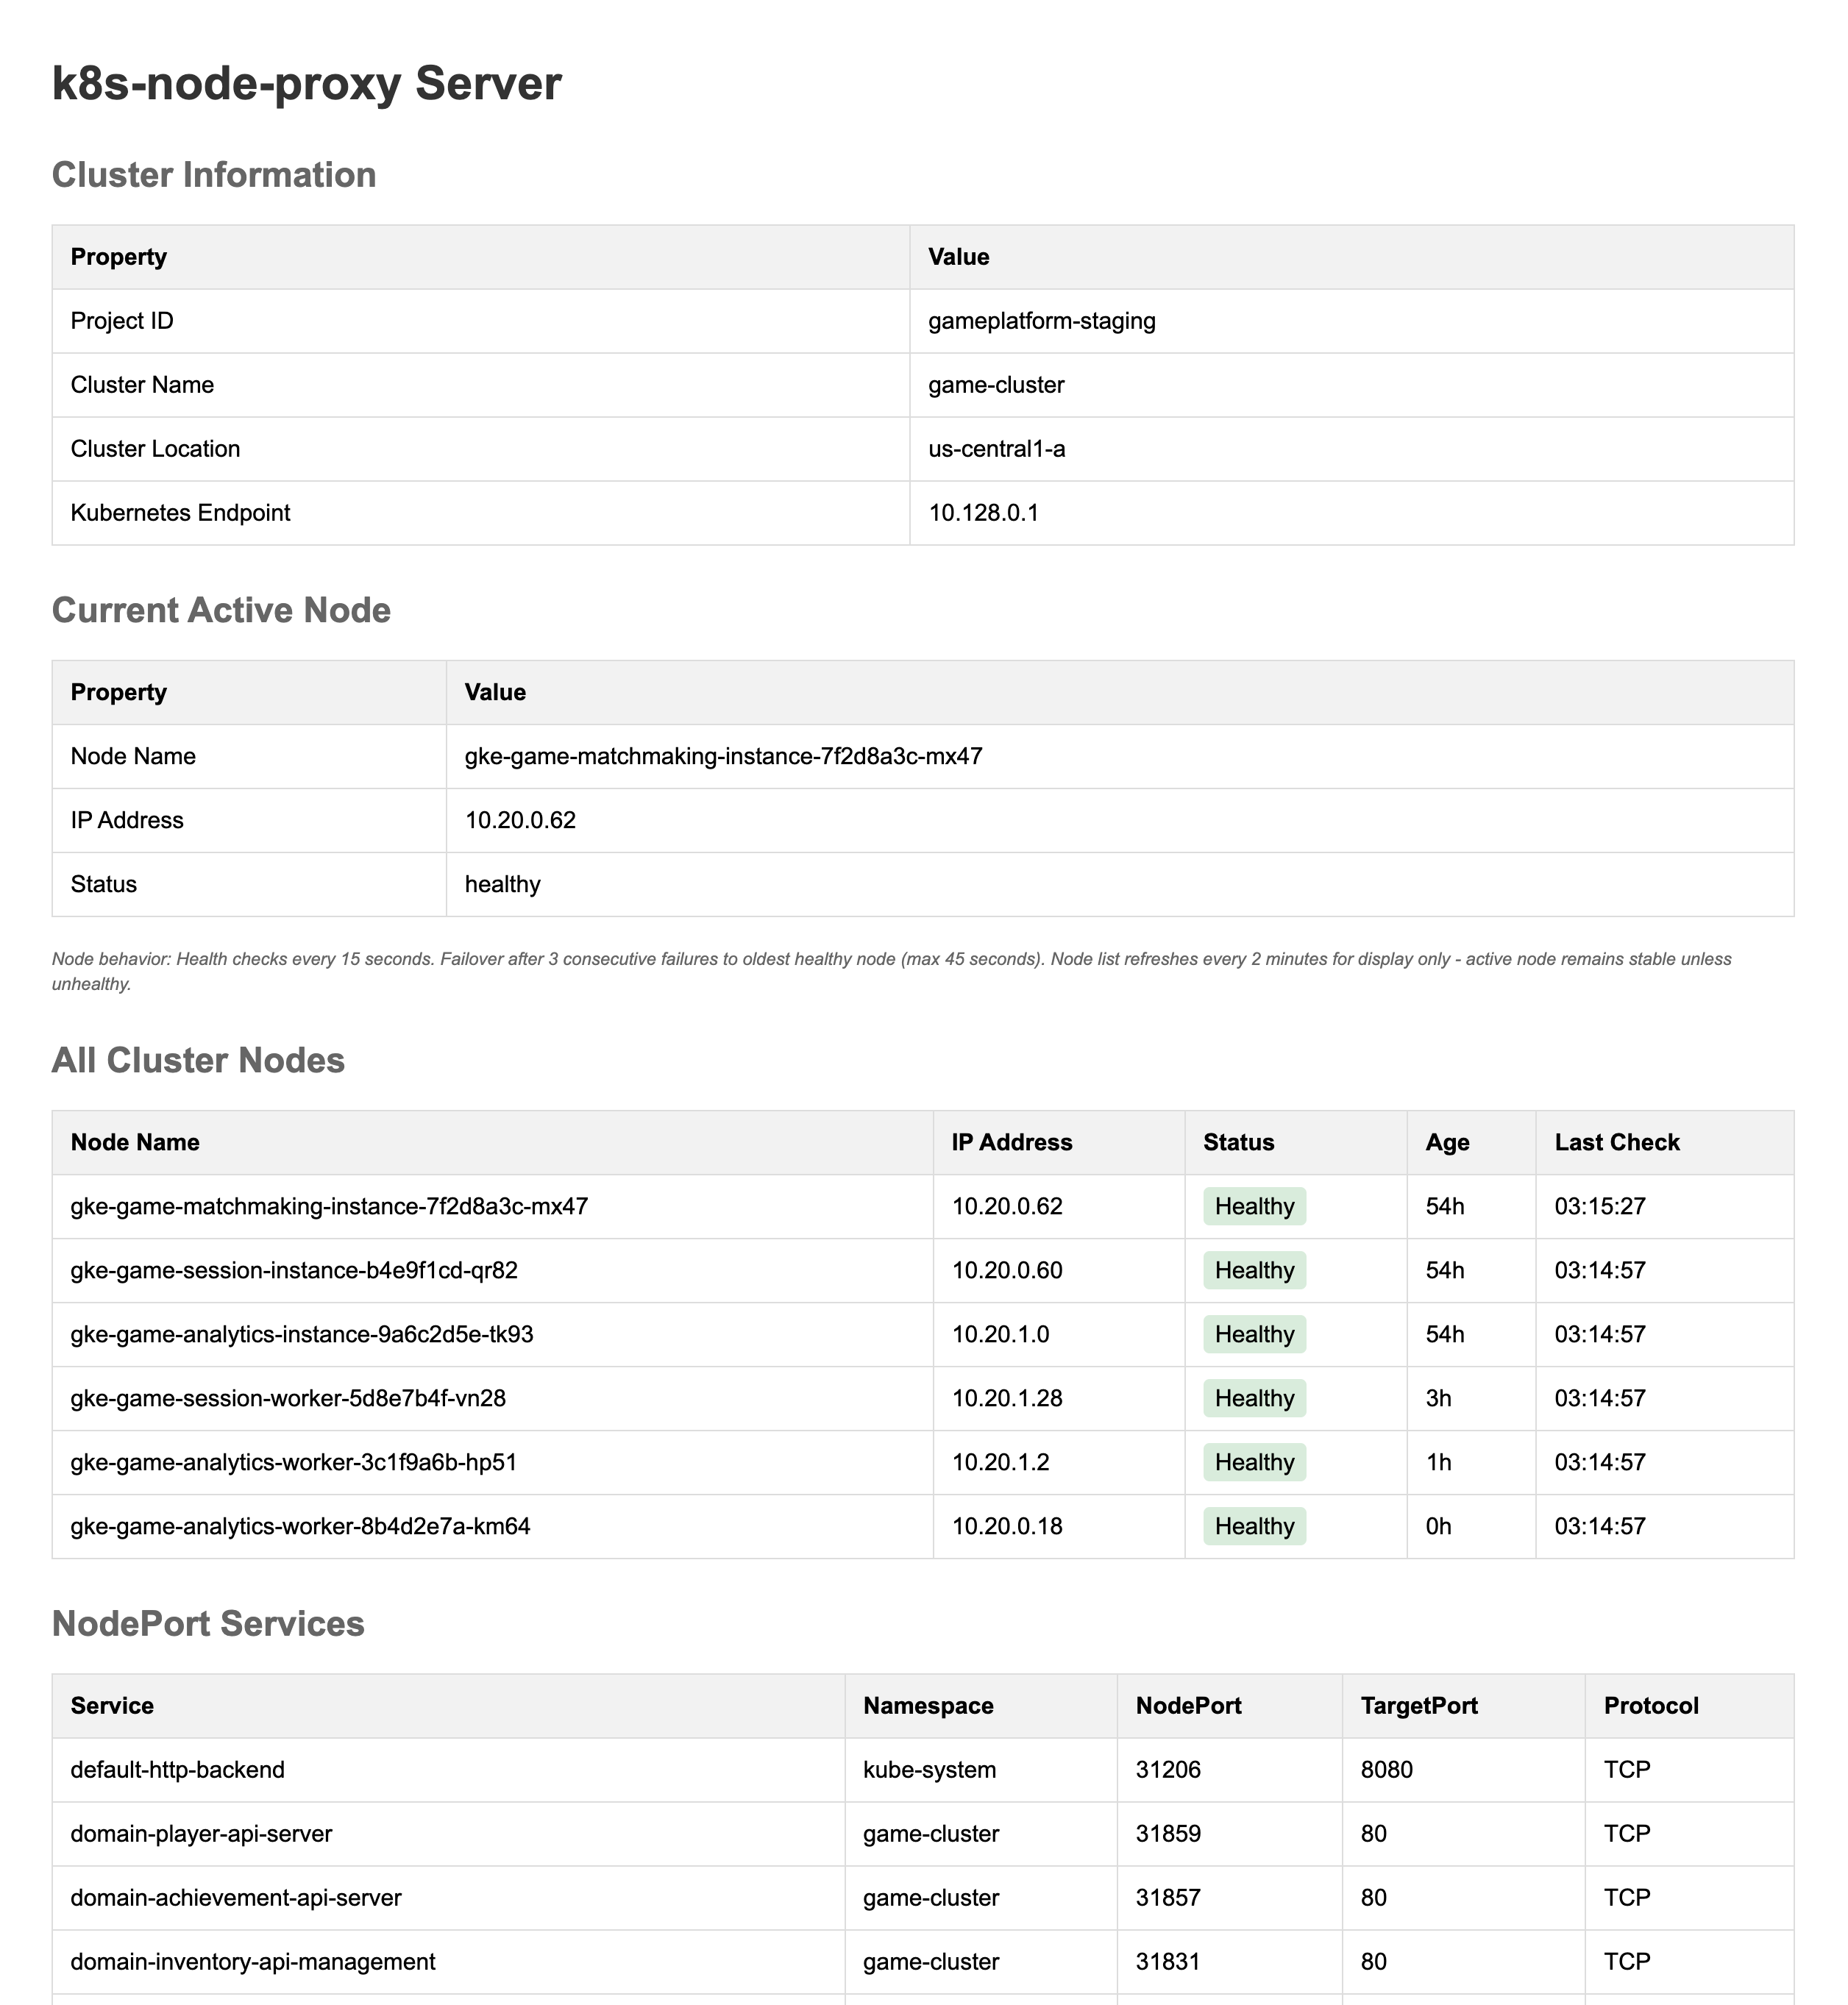 k8s-node-proxy Server
Cluster Information
Property Value
Project ID gameplatform-staging
Cluster Name game-cluster
Cluster Location us-central1-a
Kubernetes Endpoint 10.128.0.1
Current Active Node
Property Value
Node Name gke-game-matchmaking-instance-7f2d8a3c-mx47
IP Address 10.20.0.62
Status healthy
Node behavior: Health checks every 15 seconds. Failover after 3 consecutive failures to oldest healthy node (max 45 seconds). Node list refreshes every 2 minutes for display only - active node remains stable unless
unhealthy.
All Cluster Nodes
Node Name IP Address Status Age Last Check
gke-game-matchmaking-instance-7f2d8a3c-mx47 10.20.0.62 Healthy 54h 03:15:27
gke-game-session-instance-b4e9f1cd-qr82 10.20.0.60 Healthy 54h 03:14:57
gke-game-analytics-instance-9a6c2d5e-tk93 10.20.1.0 Healthy 54h 03:14:57
gke-game-session-worker-5d8e7b4f-vn28 10.20.1.28 Healthy 3h 03:14:57
gke-game-analytics-worker-3c1f9a6b-hp51 10.20.1.2 Healthy 1h 03:14:57
gke-game-analytics-worker-8b4d2e7a-km64 10.20.0.18 Healthy 0h 03:14:57
NodePort Services
Service Namespace NodePort TargetPort Protocol
default-http-backend kube-system 31206 8080 TCP
domain-player-api-server game-cluster 31859 80 TCP
domain-achievement-api-server game-cluster 31857 80 TCP
domain-inventory-api-management game-cluster 31831 80 TCP